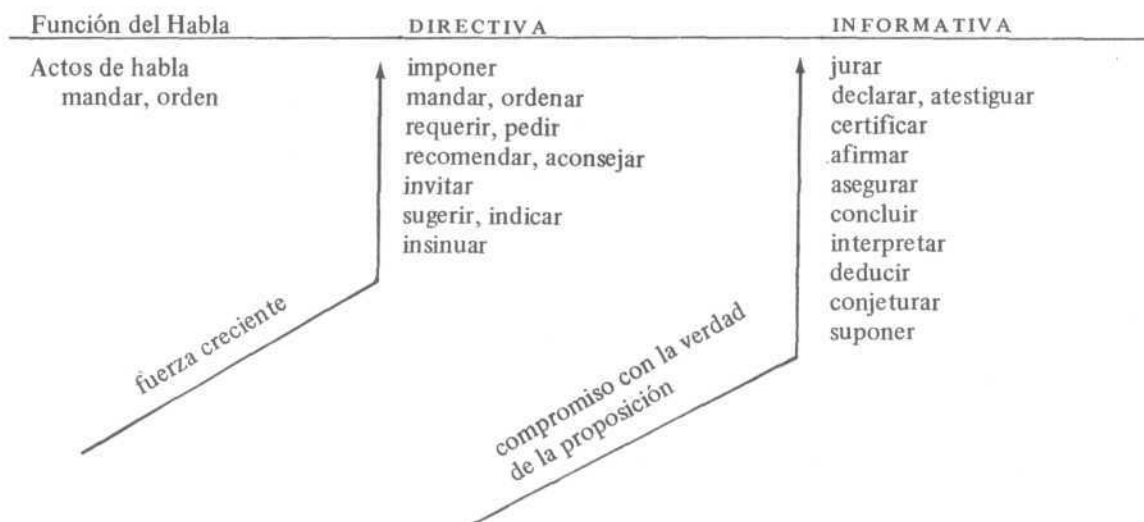 Función del Habla DIRECTIVA INFORMATIVA
Actos de habla
mandar, orden
imponer
mandar, ordenar
requerir, pedir
recomendar, aconsejar
invitar
sugerir, indicar
insinuar
fuerza creciente
jurar
declarar, atestiguar
certificar
afirmar
asegurar
concluir
interpretar
deducir
conjeturar
suponer
compromiso con la verdad
de la proposición